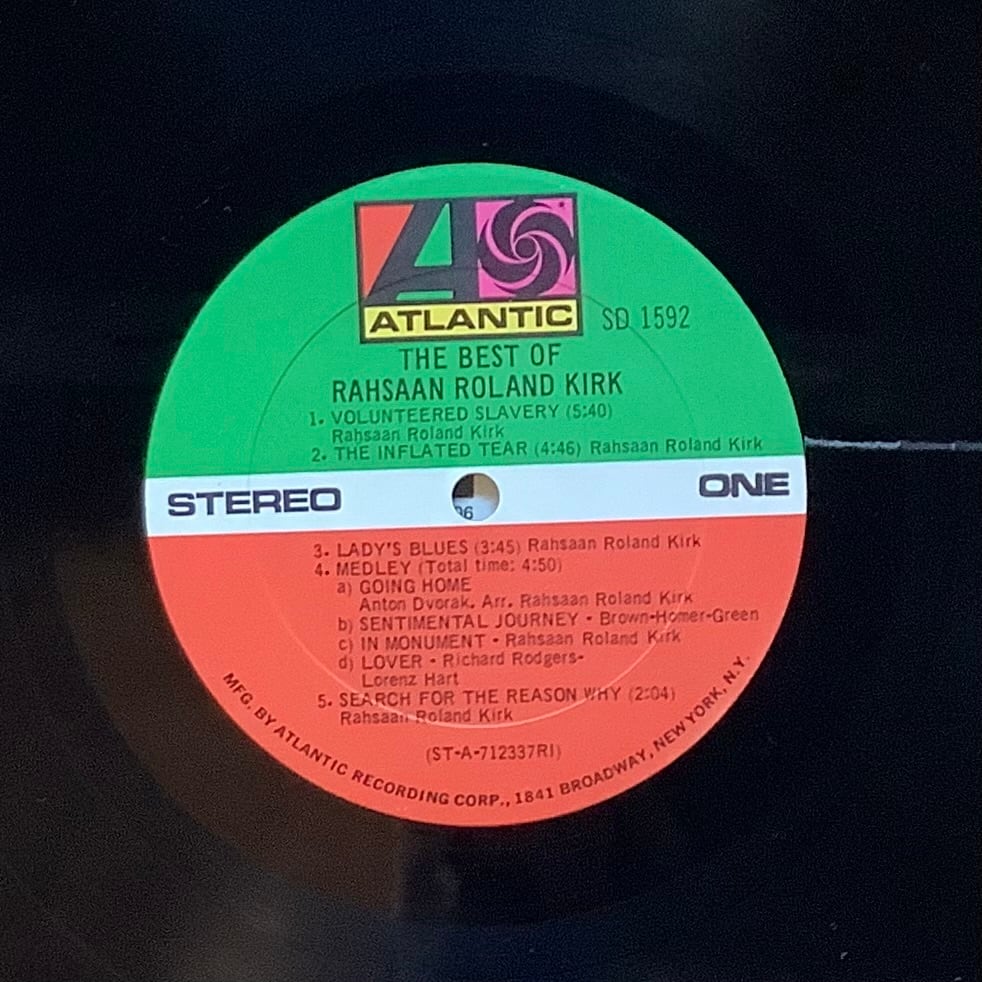 ATLANTIC
SD 1592
THE BEST OF
RAHSAAN ROLAND KIRK
1. VOLUNTEERED SLAVERY (5:40)
Rahsaan Roland Kirk
2. THE INFLATED TEAR (4:46) Rahsaan Roland Kirk
STEREO
ONE
3. LADY'S BLUES (3:45) Rahsaan Roland Kirk
4. MEDLEY (Total time: 4:50)
a) GOING HOME
Anton Dvorak, Arr. Rahsaan Roland Kirk
b) SENTIMENTAL JOURNEY - Brown-Homer-Green
c) IN MONUMENT - Rahsaan Roland Kirk
d) LOVER - Richard Rodgers-
Lorenz Hart
5. SEARCH FOR THE REASON WHY (2:04)
Rahsaan Roland Kirk
(ST-A-712337RI)
MFG. BY ATLANTIC RECORDING CORP., 1841 BROADWAY, NEW YORK, N.Y.